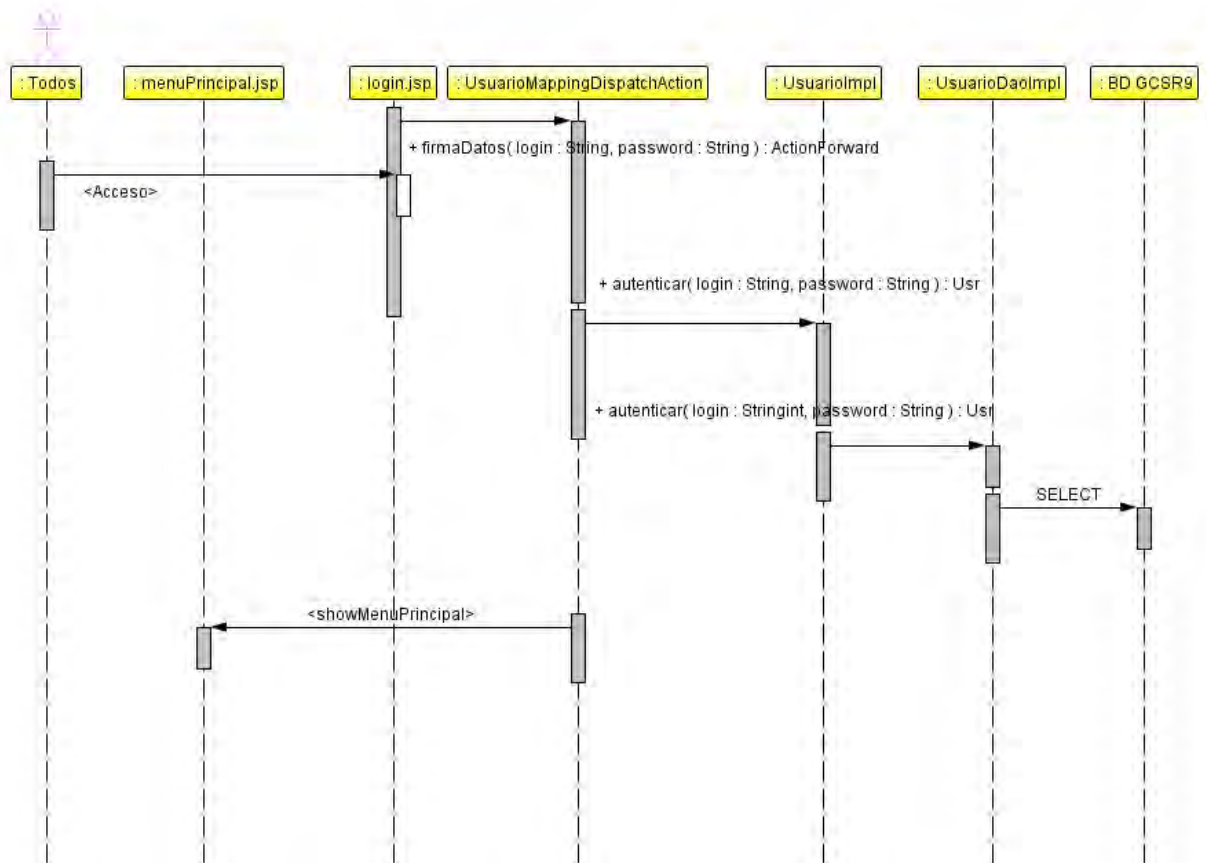 : Todos
: menuPrincipal.jsp
: login.jsp
: UsuarioMappingDispatchAction
: UsuarioImpl
: UsuarioDaoImpl
: BD GCSR9
+ firmaDatos( login : String, password : String ) : ActionForward
<Acceso>
+ autenticar( login : String, password : String ) : Usr
+ autenticar( login : Stringint, password : String ) : Usr
SELECT
<showMenuPrincipal>